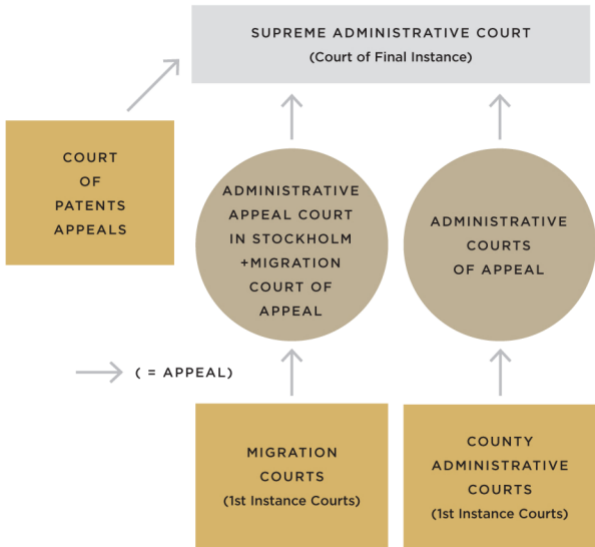 SUPREME ADMINISTRATIVE COURT
(Court of Final Instance)
COURT
OF
PATENTS
APPEALS
ADMINISTRATIVE
APPEAL COURT
IN STOCKHOLM
+MIGRATION
COURT OF
APPEAL
ADMINISTRATIVE
COURTS
OF APPEAL
( = APPEAL)
MIGRATION
COURTS
(1st Instance Courts)
COUNTY
ADMINISTRATIVE
COURTS
(1st Instance Courts)